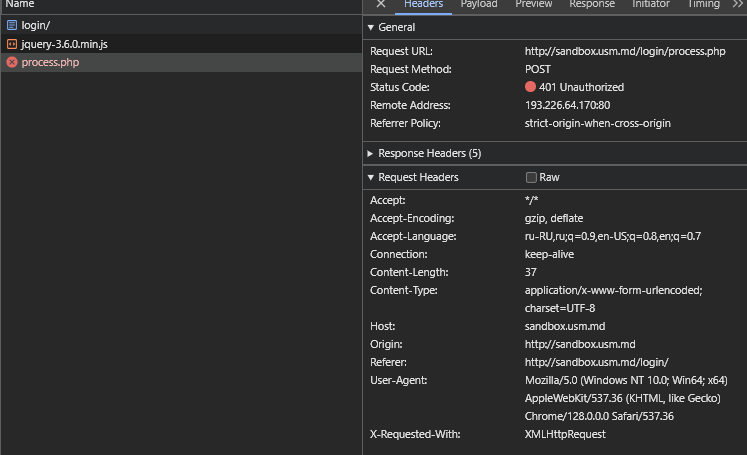 Name
login/
jquery-3.6.0.min.js
process.php
Headers Payload Preview Response Initiator Timing
General
Request URL: http://sandbox.usm.md/login/process.php
Request Method: POST
Status Code: 401 Unauthorized
Remote Address: 193.226.64.170:80
Referrer Policy: strict-origin-when-cross-origin
Response Headers (5)
Request Headers Raw
Accept: */*
Accept-Encoding: gzip, deflate
Accept-Language: ru-RU,ru;q=0.9,en-US;q=0.8,en;q=0.7
Connection: keep-alive
Content-Length: 37
Content-Type: application/x-www-form-urlencoded;
charset=UTF-8
Host: sandbox.usm.md
Origin: http://sandbox.usm.md
Referer: http://sandbox.usm.md/login/
User-Agent: Mozilla/5.0 (Windows NT 10.0; Win64; x64)
AppleWebKit/537.36 (KHTML, like Gecko)
Chrome/128.0.0.0 Safari/537.36
X-Requested-With: XMLHttpRequest